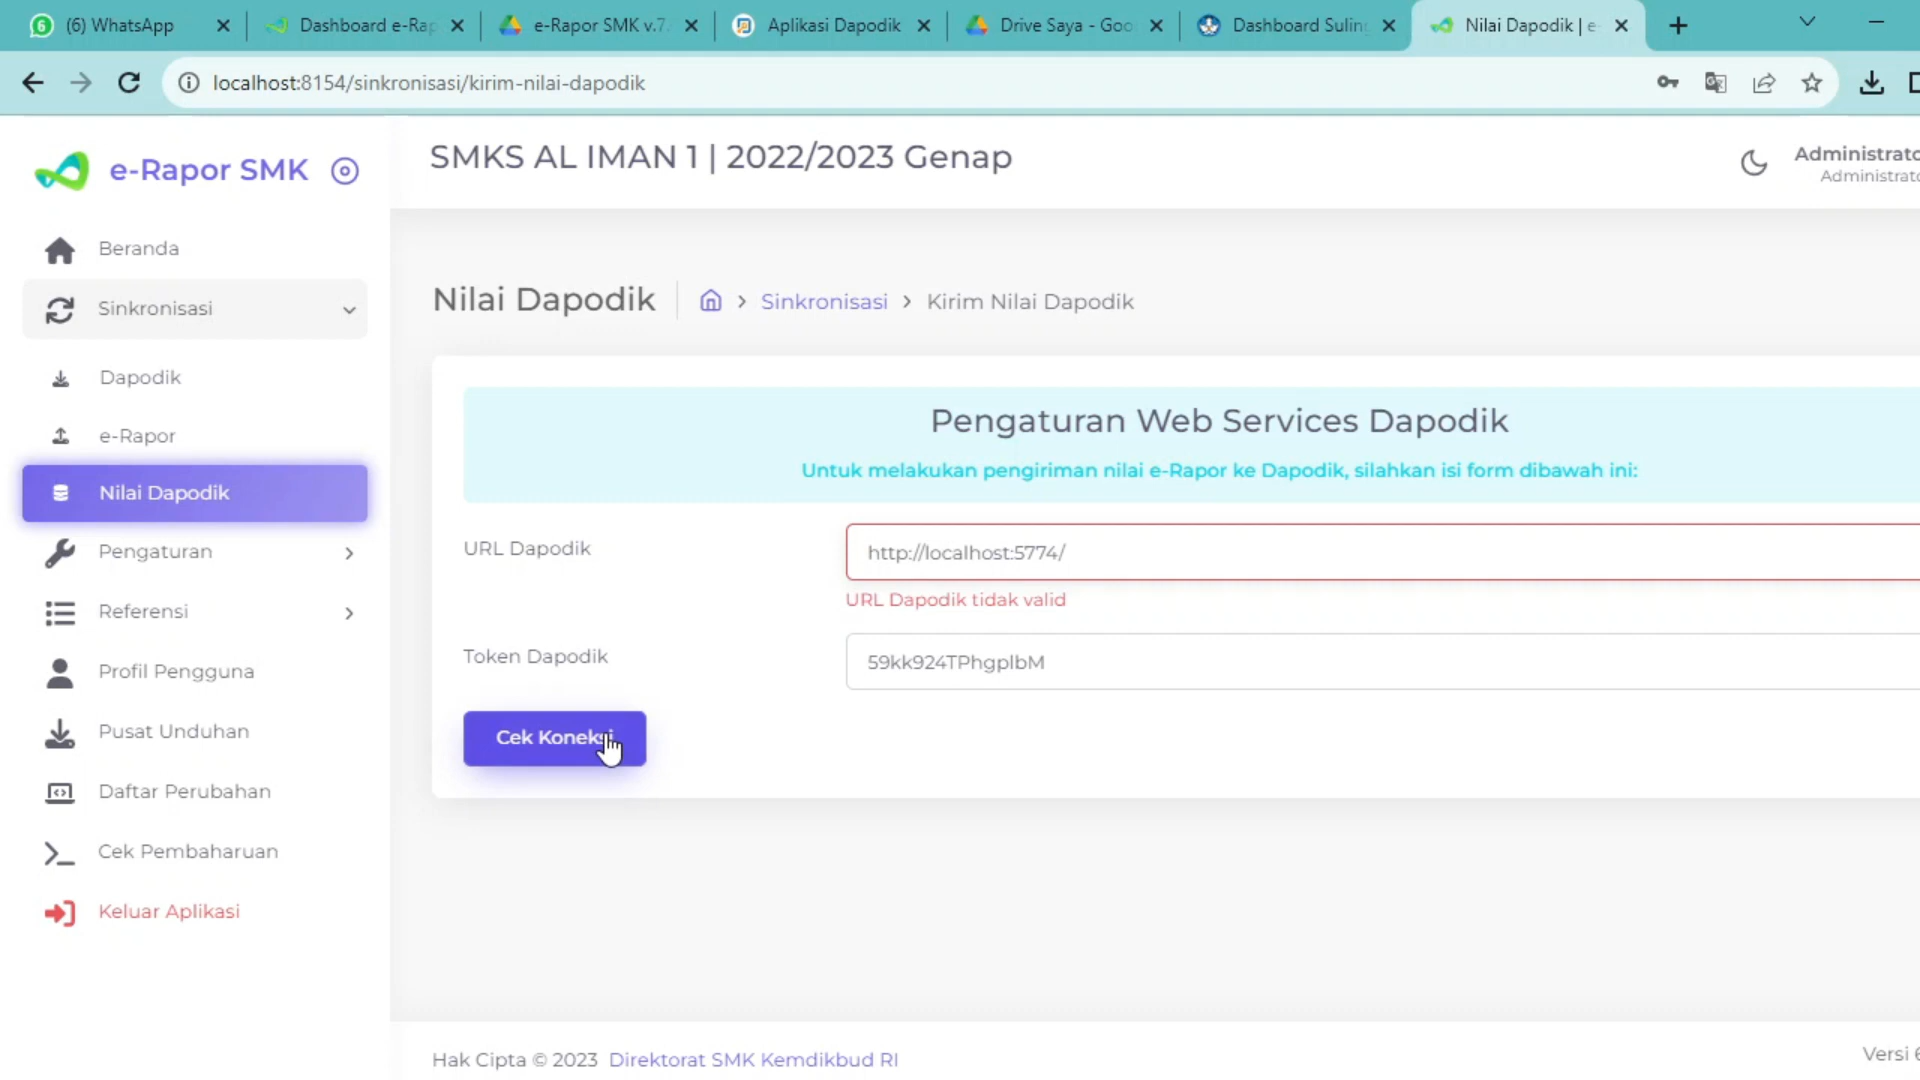 (6) WhatsApp
Dashboard e-Rap
e-Rapor SMK v.7.
Aplikasi Dapodik
Drive Saya - Goo
Dashboard Suling
Nilai Dapodik | e-
localhost:8154/sinkronisasi/kirim-nilai-dapodik
e-Rapor SMK
SMKS AL IMAN 1 | 2022/2023 Genap
Administrato
Administrato
Beranda
Sinkronisasi
Dapodik
e-Rapor
Nilai Dapodik
Pengaturan
Referensi
Profil Pengguna
Pusat Unduhan
Daftar Perubahan
Cek Pembaharuan
Keluar Aplikasi
Nilai Dapodik
Sinkronisasi > Kirim Nilai Dapodik
Pengaturan Web Services Dapodik
Untuk melakukan pengiriman nilai e-Rapor ke Dapodik, silahkan isi form dibawah ini:
URL Dapodik
http://localhost:5774/
URL Dapodik tidak valid
Token Dapodik
59kk924TPhgplbM
Cek Koneksi
Hak Cipta © 2023 Direktorat SMK Kemdikbud RI
Versi 6